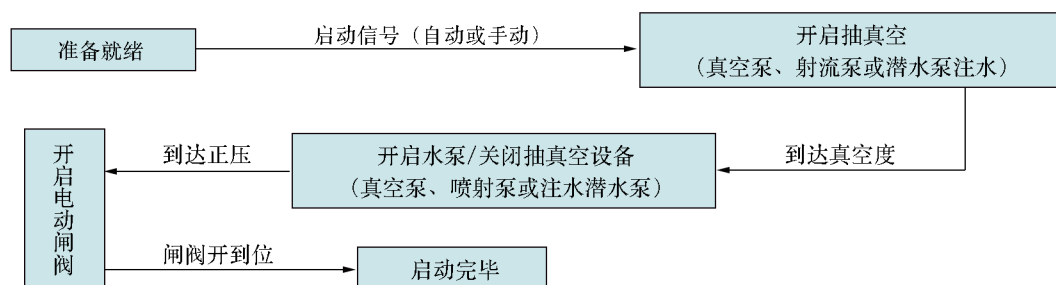 准备就绪
启动信号（自动或手动）
开启抽真空
（真空泵、射流泵或潜水泵注水）
到达真空度
开启水泵/关闭抽真空设备
（真空泵、喷射泵或注水潜水泵）
到达正压
开启电动闸阀
闸阀开到位
启动完毕